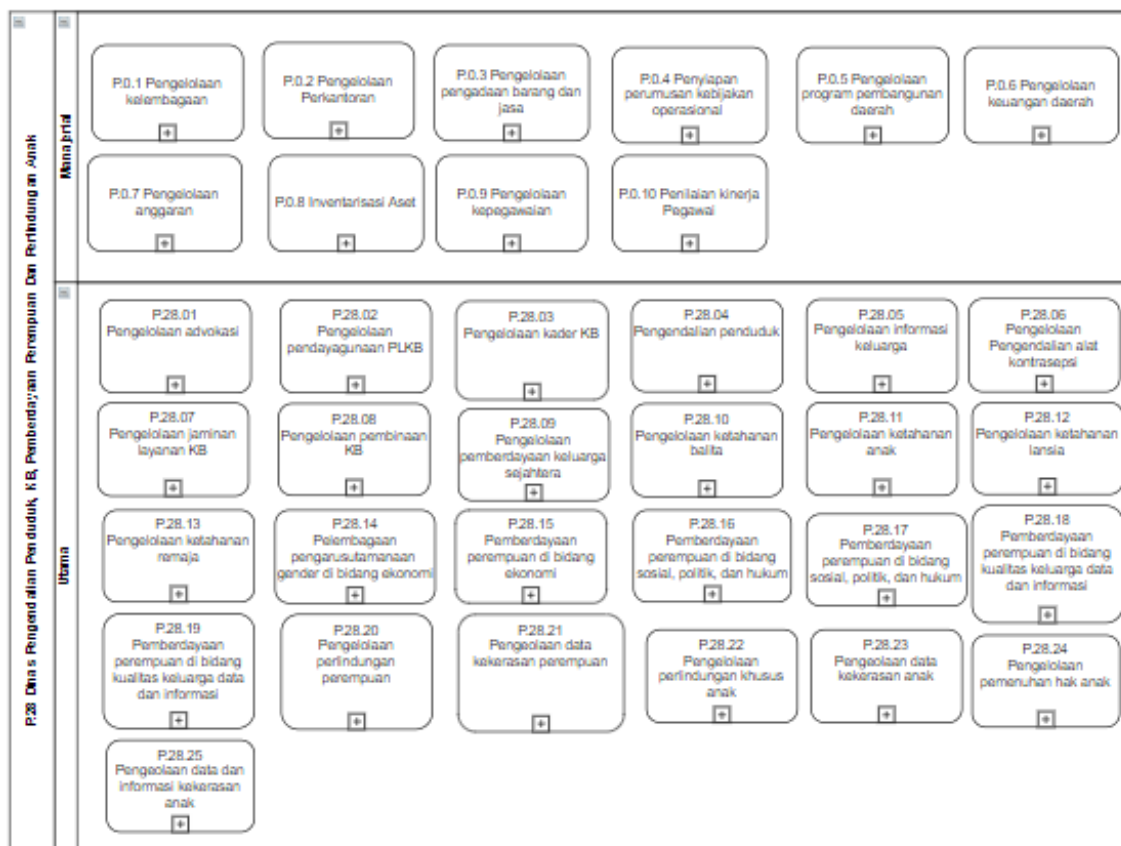 P.28 Dinas Pengendalian Penduduk, KB, Pemberdayaan Perempuan Dan Perlindungan Anak
Manajerial
P.0.1 Pengelolaan
kelembagaan
P.0.2 Pengelolaan
Perkantoran
P.0.3 Pengelolaan
pengadaan barang dan
jasa
P.0.4 Penyiapan
perumusan kebijakan
operasional
P.0.5 Pengelolaan
program pembangunan
daerah
P.0.6 Pengelolaan
keuangan daerah
P.0.7 Pengelolaan
anggaran
P.0.8 Inventarisasi Aset
P.0.9 Pengelolaan
kepegawaian
P.0.10 Penilaian kinerja
Pegawai
Utama
P.28.01
Pengelolaan advokasi
P.28.02
Pengelolaan
pendayagunaan PLKB
P.28.03
Pengelolaan kader KB
P.28.04
Pengendalian penduduk
P.28.05
Pengelolaan informasi
keluarga
P.28.06
Pengelolaan
Pengendalian alat
kontrasepsi
P.28.07
Pengelolaan jaminan
layanan KB
P.28.08
Pengelolaan pembinaan
KB
P.28.09
Pengelolaan
pemberdayaan keluarga
sejahtera
P.28.10
Pengelolaan ketahanan
balita
P.28.11
Pengelolaan ketahanan
anak
P.28.12
Pengelolaan ketahanan
lansia
P.28.13
Pengelolaan ketahanan
remaja
P.28.14
Pelembagaan
pengarusutamanaan
gender di bidang ekonomi
P.28.15
Pemberdayaan
perempuan di bidang
ekonomi
P.28.16
Pemberdayaan
perempuan di bidang
sosial, politik, dan hukum
P.28.17
Pemberdayaan
perempuan di bidang
sosial, politik, dan hukum
P.28.18
Pemberdayaan
perempuan di bidang
kualitas keluarga data
dan informasi
P.28.19
Pemberdayaan
perempuan di bidang
kualitas keluarga data
dan informasi
P.28.20
Pengelolaan
perlindungan
perempuan
P.28.21
Pengeolaan data
kekerasan perempuan
P.28.22
Pengelolaan
perlindungan khusus
anak
P.28.23
Pengeolaan data
kekerasan anak
P.28.24
Pengelolaan
pemenuhan hak anak
P.28.25
Pengeolaan data dan
informasi kekerasan
anak